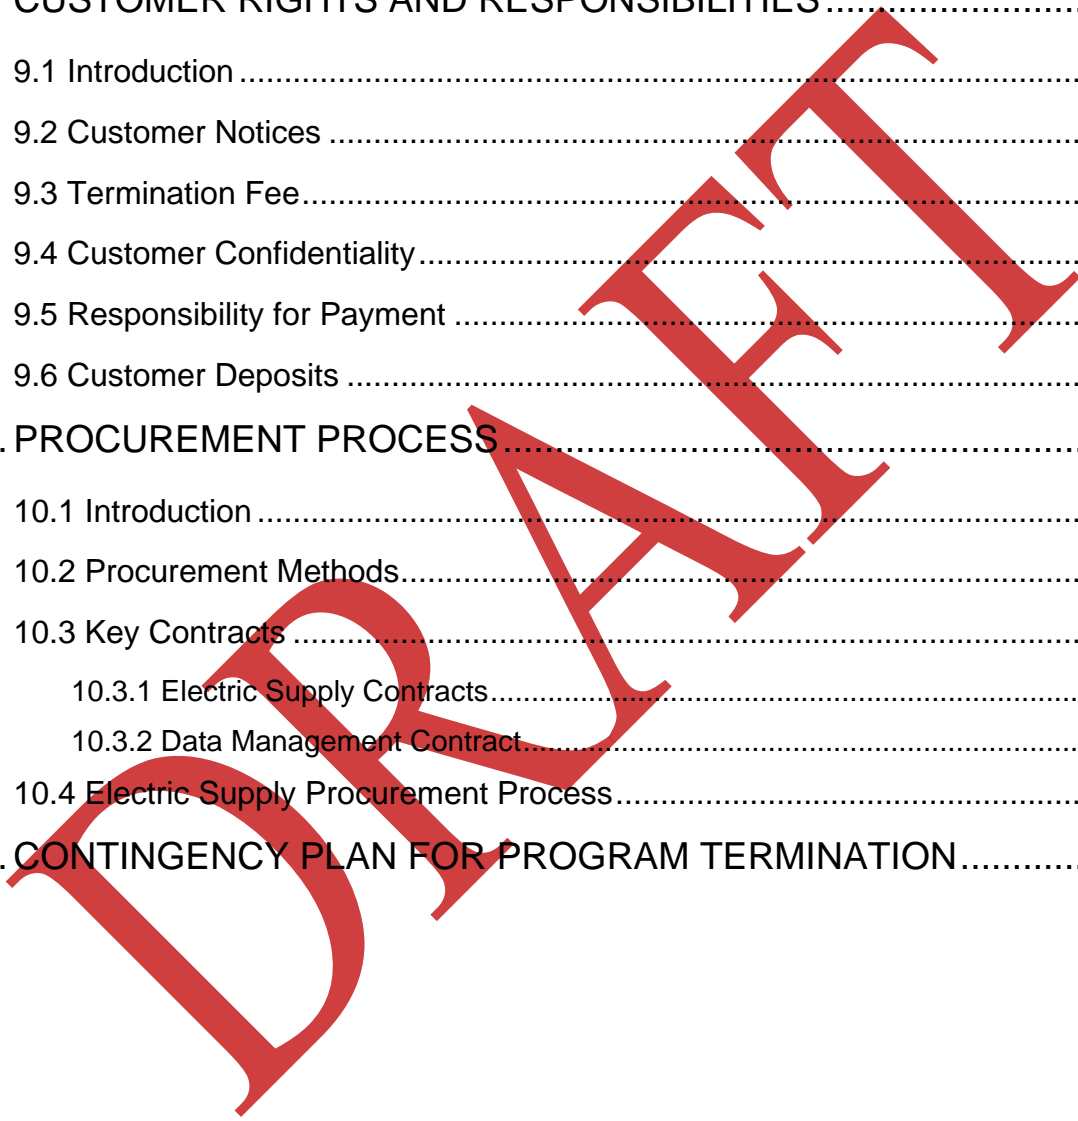 CUSTOMER RIGHTS AND RESPONSIBILITIES....................
9.1 Introduction....................
9.2 Customer Notices....................
9.3 Termination Fee....................
9.4 Customer Confidentiality....................
9.5 Responsibility for Payment....................
9.6 Customer Deposits....................
. PROCUREMENT PROCESS....................
10.1 Introduction....................
10.2 Procurement Methods....................
10.3 Key Contracts....................
10.3.1 Electric Supply Contracts....................
10.3.2 Data Management Contract....................
10.4 Electric Supply Procurement Process....................
. CONTINGENCY PLAN FOR PROGRAM TERMINATION....................
DRAFT